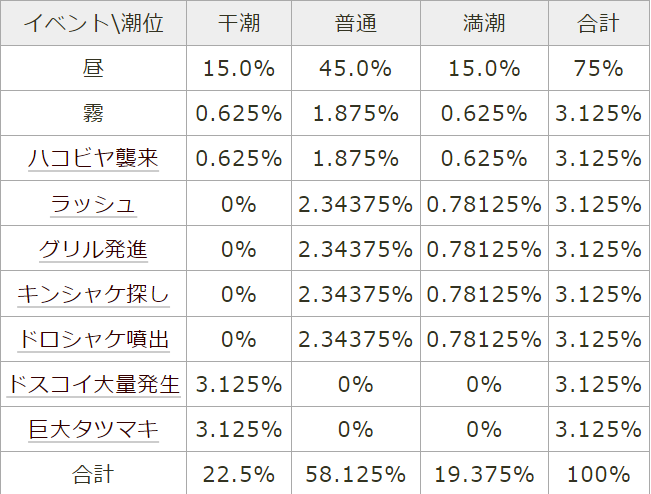 イベント\潮位 干潮 普通 満潮 合計
昼 15.0% 45.0% 15.0% 75%
霧 0.625% 1.875% 0.625% 3.125%
ハコビヤ襲来 0.625% 1.875% 0.625% 3.125%
ラッシュ 0% 2.34375% 0.78125% 3.125%
グリル発進 0% 2.34375% 0.78125% 3.125%
キンシャケ探し 0% 2.34375% 0.78125% 3.125%
ドロシャケ噴出 0% 2.34375% 0.78125% 3.125%
ドスコイ大量発生 3.125% 0% 0% 3.125%
巨大タツマキ 3.125% 0% 0% 3.125%
合計 22.5% 58.125% 19.375% 100%